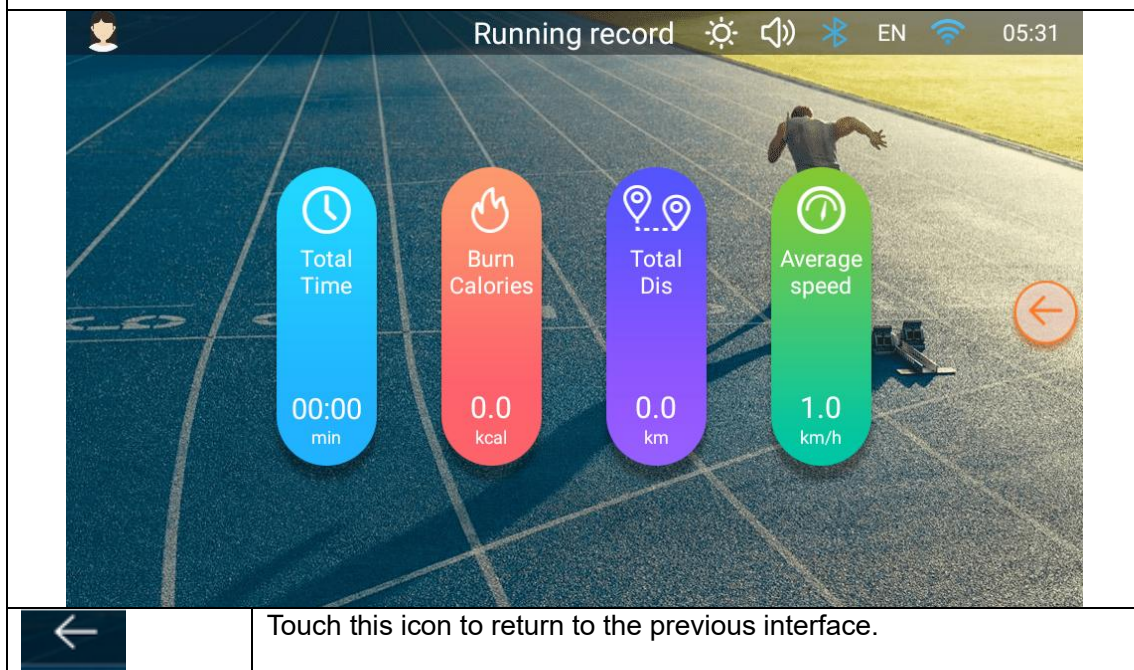 Running record EN 05:31
Total
Time
00:00
min
Burn
Calories
0.0
kcal
Total
Dis
0.0
km
Average
speed
1.0
km/h
Touch this icon to return to the previous interface.